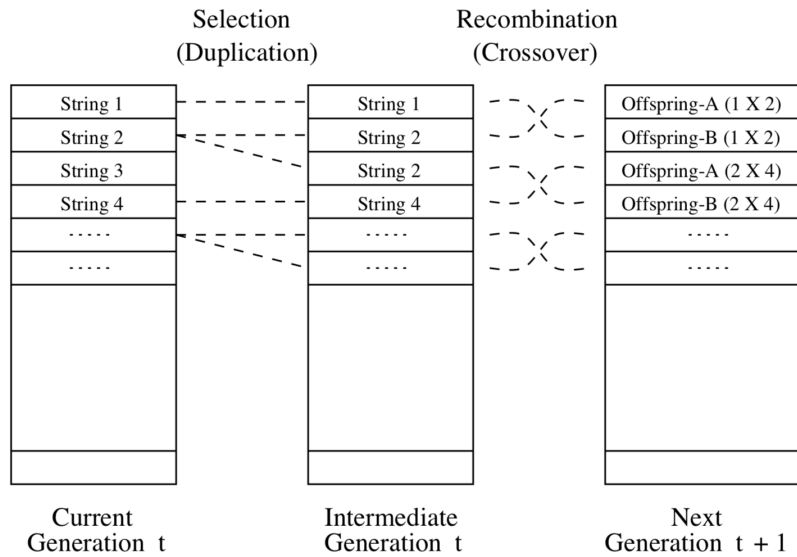 Selection
(Duplication)
Recombination
(Crossover)
String 1
String 2
String 3
String 4
.....
.....
String 1
String 2
String 2
String 4
.....
.....
Offspring-A (1 X 2)
Offspring-B (1 X 2)
Offspring-A (2 X 4)
Offspring-B (2 X 4)
.....
.....
Current
Generation t
Intermediate
Generation t
Next
Generation t + 1